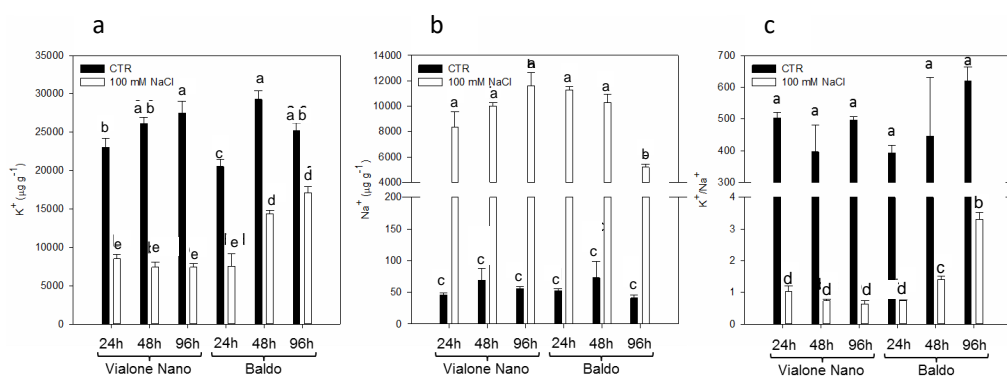 a
35000
30000
25000
20000
15000
10000
5000
0
K⁺ (µg g⁻¹)
CTR
100 mM NaCl
b
a b
a
c
a
e
e
e
e
d
d
24h 48h 96h 24h 48h 96h
Vialone Nano Baldo
b
14000
12000
10000
8000
6000
4000
200
150
100
50
0
Na⁺ (µg g⁻¹)
CTR
100 mM NaCl
a
a
a
a
b
c
c
c
c
c
24h 48h 96h 24h 48h 96h
Vialone Nano Baldo
c
700
600
500
400
300
4
3
2
1
0
K⁺/Na⁺
CTR
100 mM NaCl
a
a
a
a
a
a
d
d
d
d
c
b
24h 48h 96h 24h 48h 96h
Vialone Nano Baldo